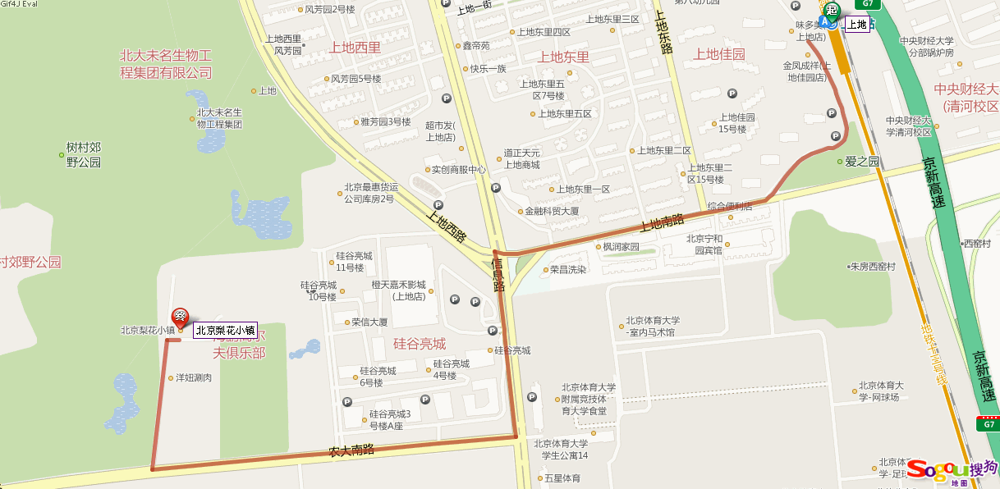 Gif4J Eval
风芳园2号楼
上地一街
上地东里三区
第八幼儿园
G7
起
上地
味多美(
上地店)
上地西里
风芳园
上地西里
鑫帝苑
上地东里四区
上地东路
中央财经大学
分部锅炉房
北大未名生物工
程集团有限公司
快乐一族
上地东里
上地佳园
金凤成祥(上
地佳园店)
风芳园5号楼
上地
上地东里五
区7号楼
中央财经大
(清河校区
北大未名生
物工程集团
雅芳园3号楼
超市发(
上地店)
上地东里五区
上地佳园
15号楼
中央财经大
学清河校区
树村郊
野公园
道正天元
上地商城
上地东里二区
爱之园
京新高速
实创商服中心
上地东里二
区15号楼
北京最惠货运
公司库房2号
上地东里一区
金融科贸大厦
综合便利店
上地西路
上地南路
北京宁和
园宾馆
西窑村
枫润家园
村郊野公园
硅谷亮城
11号楼
信息路
荣昌洗染
朱房西窑村
硅谷亮城
10号楼
橙天嘉禾影城
(上地店)
终
北京梨花小镇
北京梨花小镇
荣信大厦
北京体育大学
-室内马术馆
地铁十三号线
夫俱乐部
硅谷亮城
硅谷亮城
京新高速
洋妞涮肉
硅谷亮城
6号楼
硅谷亮城
4号楼
北京体育大学
附属竞技体
育大学食堂
北京体育大
学-网球场
硅谷亮城3
号楼A座
G7
农大南路
北京体育大学
学生公寓14
五星体育
北京体育
学-足球
Sogou搜狗
地图